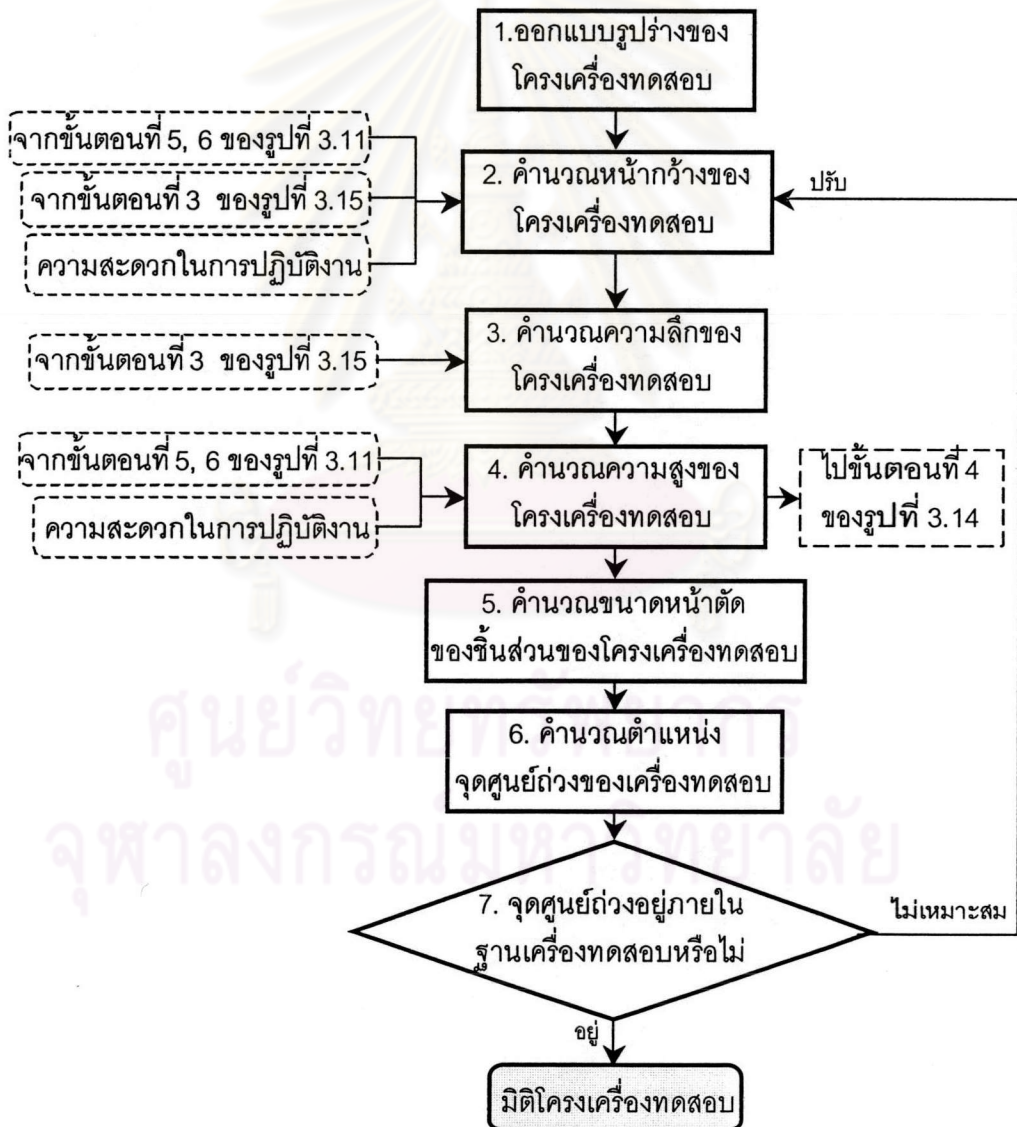 1.ออกแบบรูปร่างของ
โครงเครื่องทดสอบ
จากขั้นตอนที่ 5, 6 ของรูปที่ 3.11
จากขั้นตอนที่ 3 ของรูปที่ 3.15
ความสะดวกในการปฏิบัติงาน
2. คำนวณหน้ากว้างของ
โครงเครื่องทดสอบ
ปรับ
จากขั้นตอนที่ 3 ของรูปที่ 3.15
3. คำนวณความลึกของ
โครงเครื่องทดสอบ
จากขั้นตอนที่ 5, 6 ของรูปที่ 3.11
ความสะดวกในการปฏิบัติงาน
4. คำนวณความสูงของ
โครงเครื่องทดสอบ
ไปขั้นตอนที่ 4
ของรูปที่ 3.14
5. คำนวณขนาดหน้าตัด
ของชิ้นส่วนของโครงเครื่องทดสอบ
6. คำนวณตำแหน่ง
จุดศูนย์ถ่วงของเครื่องทดสอบ
7. จุดศูนย์ถ่วงอยู่ภายใน
ฐานเครื่องทดสอบหรือไม่
ไม่เหมาะสม
อยู่
มิติโครงเครื่องทดสอบ
ศูนย์วิทยทรัพยากร
จุฬาลงกรณ์มหาวิทยาลัย